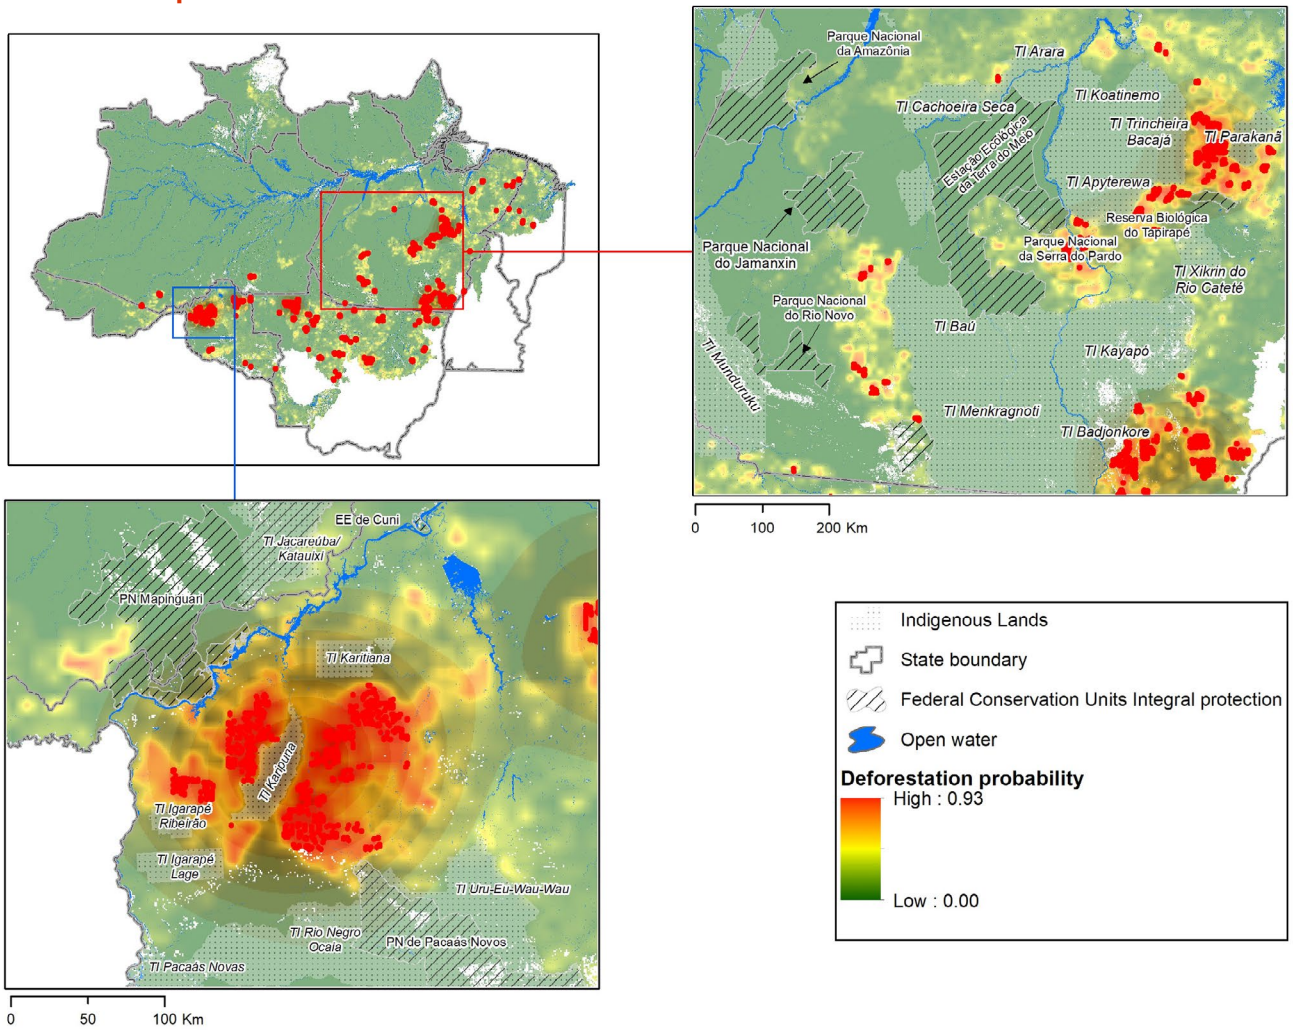 Parque Nacional
da Amazônia
TI Arara
TI Cachoeira Seca
TI Koatinemo
TI Trincheira
Bacajá
TI Parakanã
Estação Ecológica
da Terra do Meio
TI Apyterewa
Reserva Biológica
do Tapirapé
Parque Nacional
da Serra do Pardo
Parque Nacional
do Jamanxin
TI Xikrin do
Rio Cateté
Parque Nacional
do Rio Novo
TI Baú
TI Kayapó
TI Munduruku
TI Menkragnoti
TI Badjonkore
0 100 200 Km
EE de Cuni
TI Jacareúba/
Katauixi
PN Mapinguari
TI Karitiana
TI Karipuna
TI Igarapé
Ribeirão
TI Igarapé
Lage
TI Uru-Eu-Wau-Wau
TI Rio Negro
Ocaia
PN de Pacaás Novos
TI Pacaás Novas
0 50 100 Km
Indigenous Lands
State boundary
Federal Conservation Units Integral protection
Open water
Deforestation probability
High : 0.93
Low : 0.00